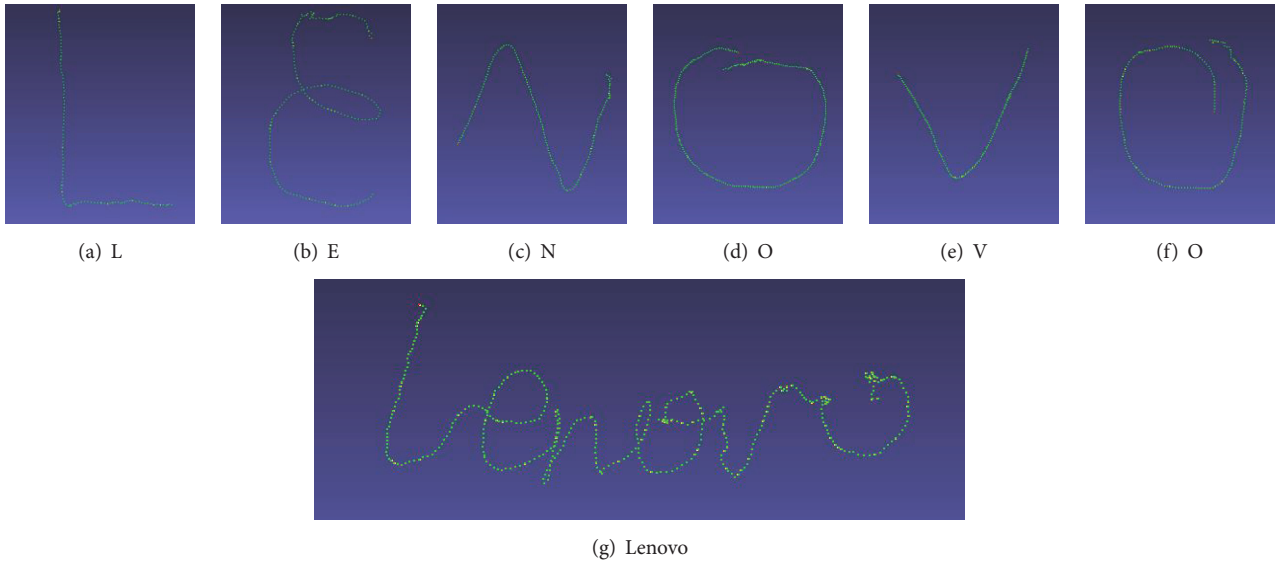 L E N O V O
(a) L (b) E (c) N (d) O (e) V (f) O
Lenovo
(g) Lenovo